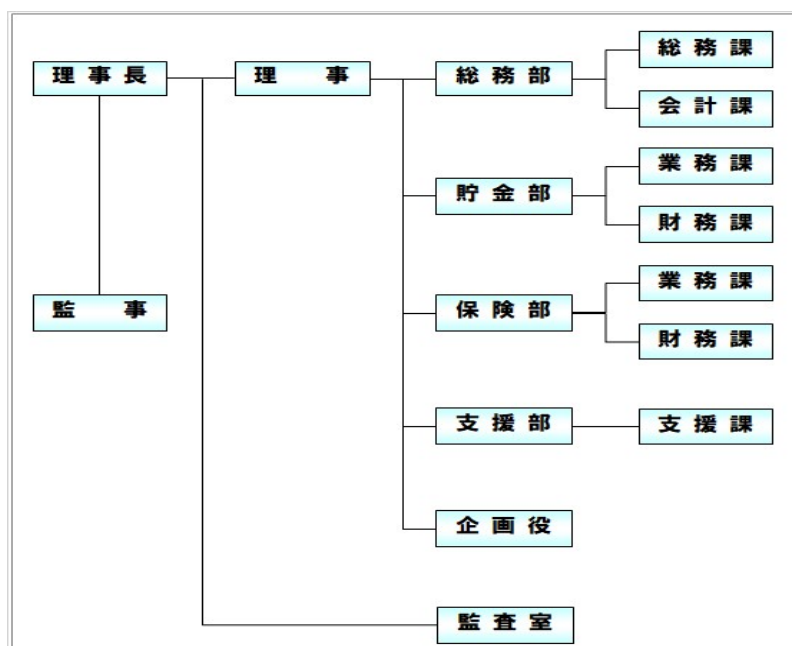 理事長
理　事
総務部
総務課
会計課
貯金部
業務課
財務課
監　事
保険部
業務課
財務課
支援部
支援課
企画役
監査室